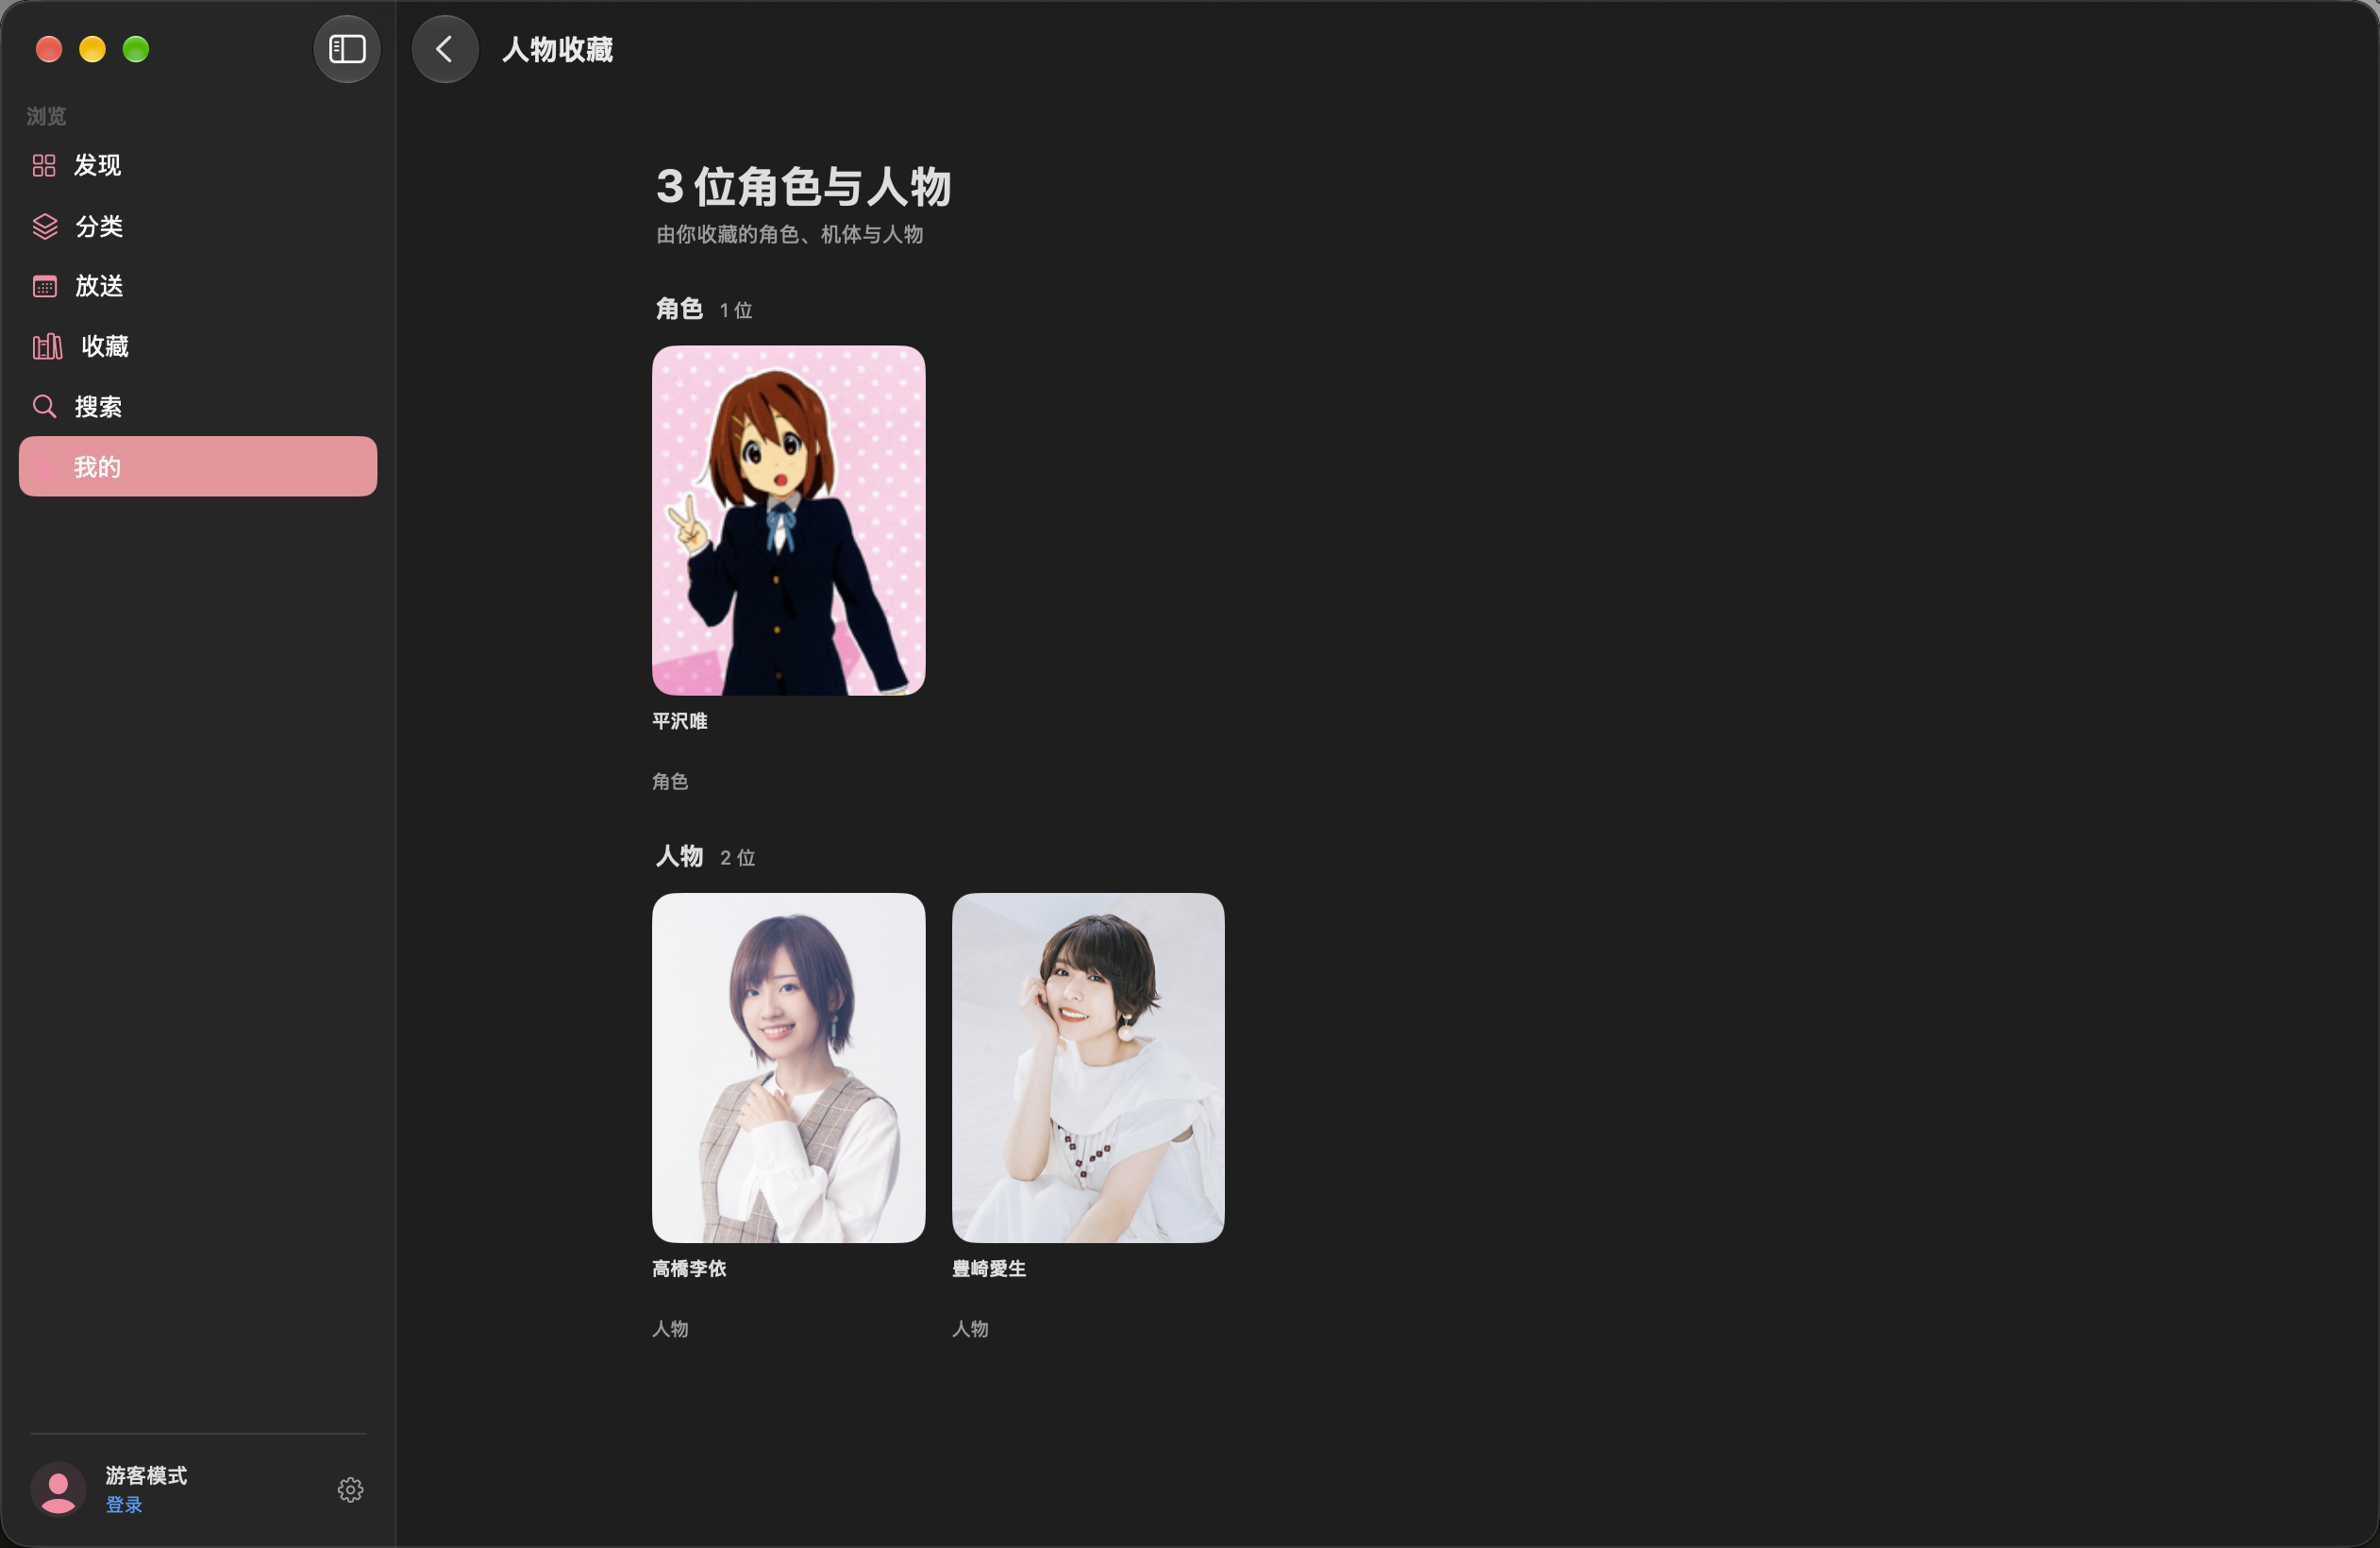 浏览
发现
分类
放送
收藏
搜索
我的
游客模式
登录
人物收藏
3 位角色与人物
由你收藏的角色、机体与人物
角色 1 位
平沢唯
角色
人物 2 位
高橋李依
人物
豊崎愛生
人物